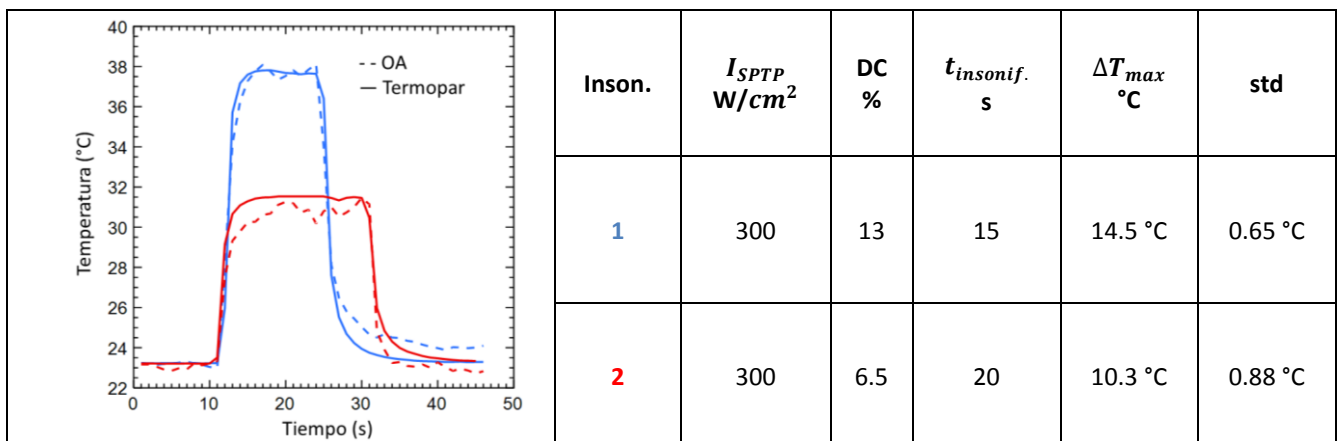 40
38
36
34
32
30
28
26
24
22
Temperatura (°C)
-- OA
— Termopar
0 10 20 30 40 50
Tiempo (s)
Inson. I_SPTP W/cm² DC % t_insonif. s ΔT_max °C std
1 300 13 15 14.5 °C 0.65 °C
2 300 6.5 20 10.3 °C 0.88 °C